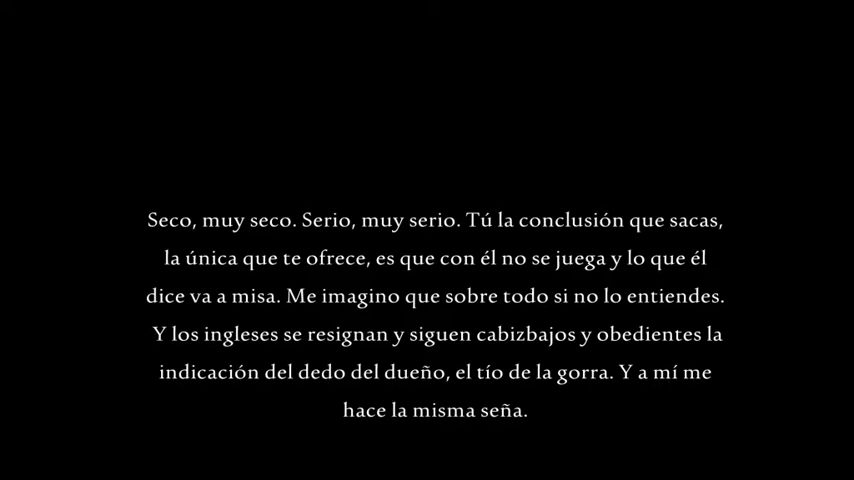 Seco, muy seco. Serio, muy serio. Tú la conclusión que sacas,
la única que te ofrece, es que con él no se juega y lo que él
dice va a misa. Me imagino que sobre todo si no lo entiendes.
Y los ingleses se resignan y siguen cabizbajos y obedientes la
indicación del dedo del dueño, el tío de la gorra. Y a mí me
hace la misma seña.